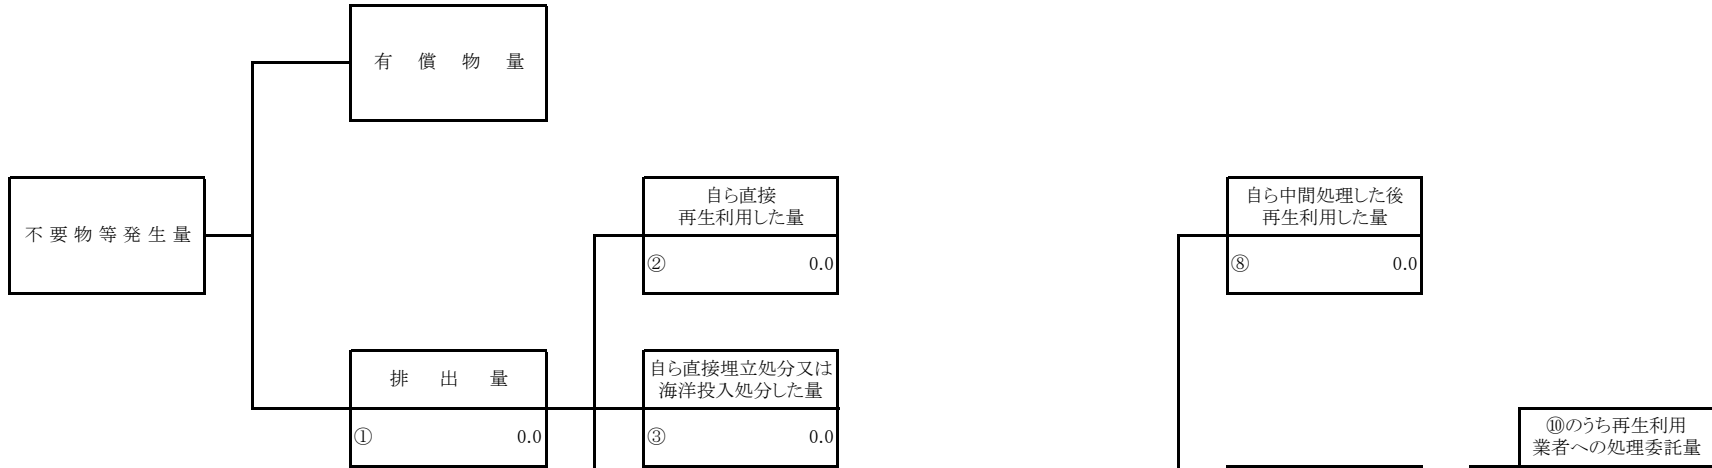 有 償 物 量
不 要 物 等 発 生 量
自ら直接
再生利用した量
② 0.0
自ら中間処理した後
再生利用した量
⑧ 0.0
排 出 量
① 0.0
自ら直接埋立処分又は
海洋投入処分した量
③ 0.0
⑩のうち再生利用
業者への処理委託量